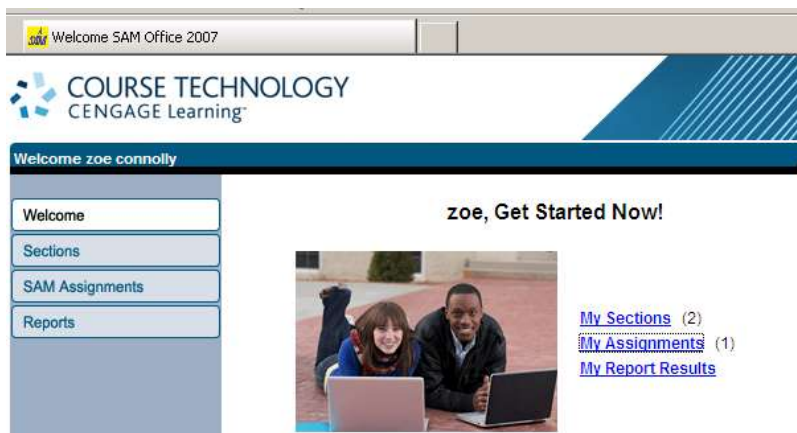 Welcome SAM Office 2007
COURSE TECHNOLOGY
CENGAGE Learning™
Welcome zoe connolly
Welcome
Sections
SAM Assignments
Reports
zoe, Get Started Now!
My Sections (2)
My Assignments (1)
My Report Results